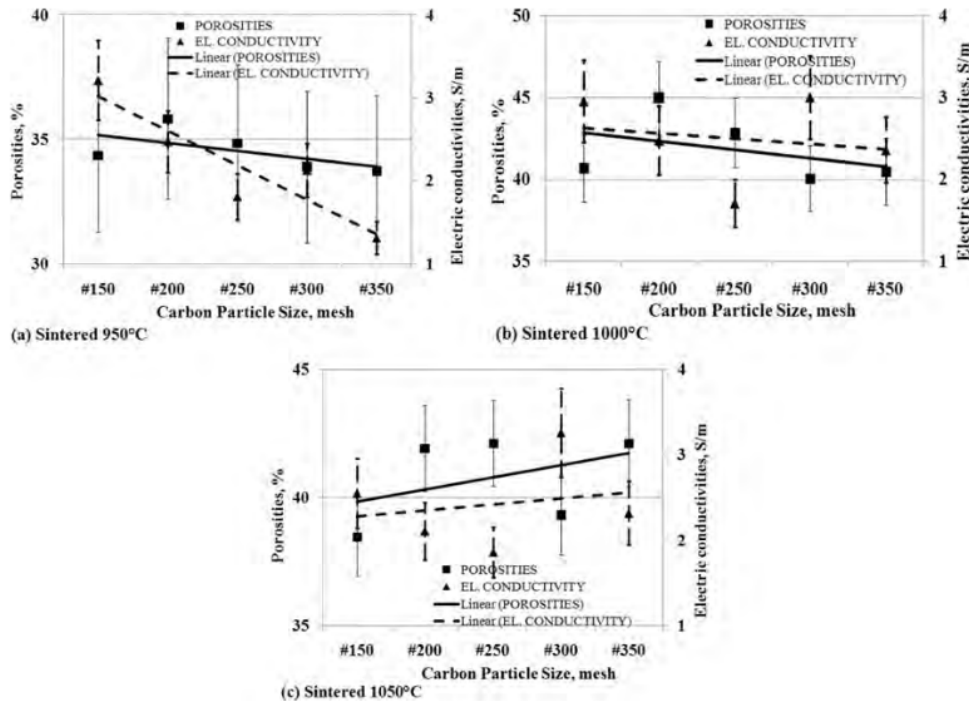 40
35
30
4
3
2
1
POROSITIES
EL. CONDUCTIVITY
Linear (POROSITIES)
Linear (EL. CONDUCTIVITY)
Porosities, %
Electric conductivities, S/m
#150 #200 #250 #300 #350
Carbon Particle Size, mesh
(a) Sintered 950°C
50
45
40
35
4
3
2
1
POROSITIES
EL. CONDUCTIVITY
Linear (POROSITIES)
Linear (EL. CONDUCTIVITY)
Porosities, %
Electric conductivities, S/m
#150 #200 #250 #300 #350
Carbon Particle Size, mesh
(b) Sintered 1000°C
45
40
35
4
3
2
1
Porosities, %
Electric conductivities, S/m
POROSITIES
EL. CONDUCTIVITY
Linear (POROSITIES)
Linear (EL. CONDUCTIVITY)
#150 #200 #250 #300 #350
Carbon Particle Size, mesh
(c) Sintered 1050°C